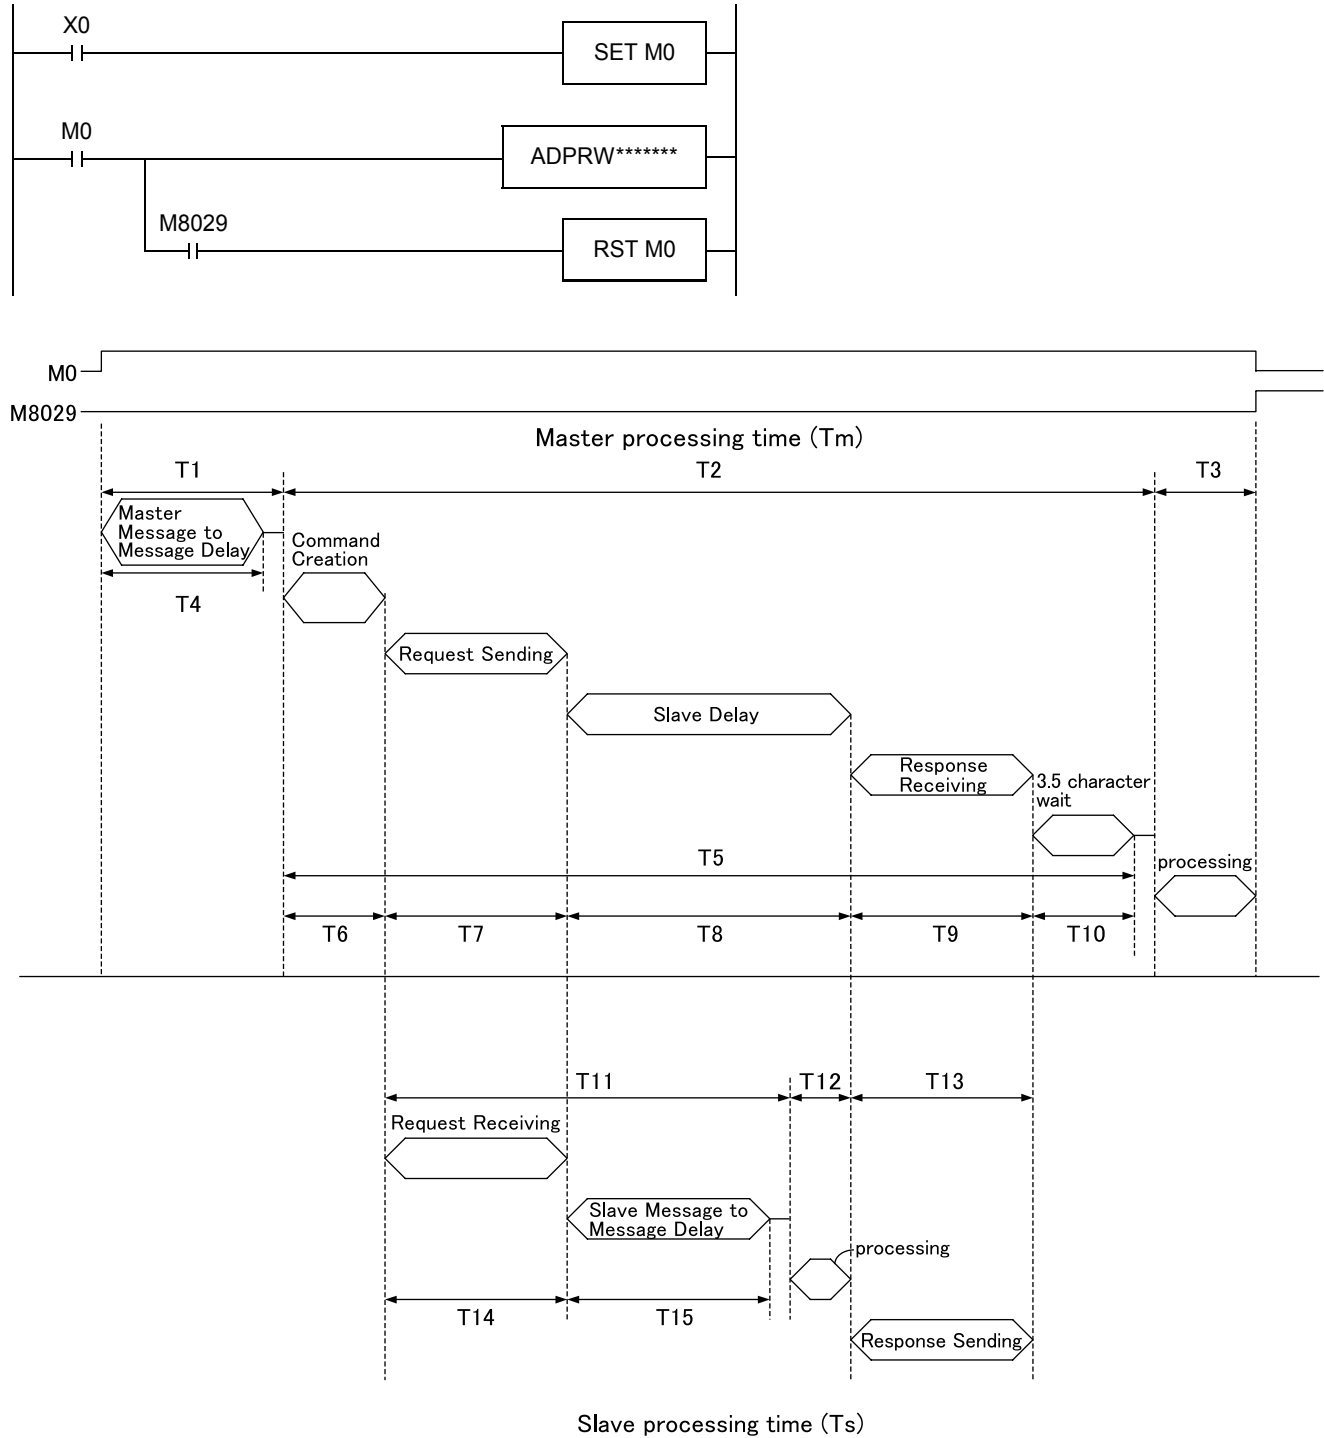 X0
SET M0
M0
ADPRW*******
M8029
RST M0
M0
M8029
Master processing time (Tm)
T1
T2
T3
Master
Message to
Message Delay
Command
Creation
T4
Request Sending
Slave Delay
Response
Receiving
3.5 character
wait
T5
processing
T6
T7
T8
T9
T10
T11
T12
T13
Request Receiving
Slave Message to
Message Delay
processing
T14
T15
Response Sending
Slave processing time (Ts)